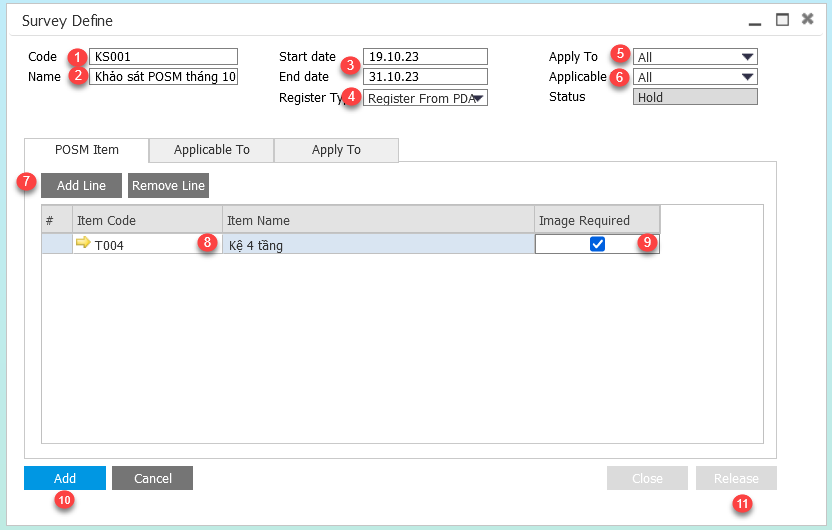 Survey Define
Code 1 KS001 Start date 19.10.23 Apply To 5 All
Name 2 Khảo sát POSM tháng 10 3 End date 31.10.23 Applicable 6 All
Register Ty 4 Register From PDA Status Hold
POSM Item Applicable To Apply To
7 Add Line Remove Line
# Item Code Item Name Image Required
T004 8 Kệ 4 tầng 9
Add Cancel Close Release
10 11